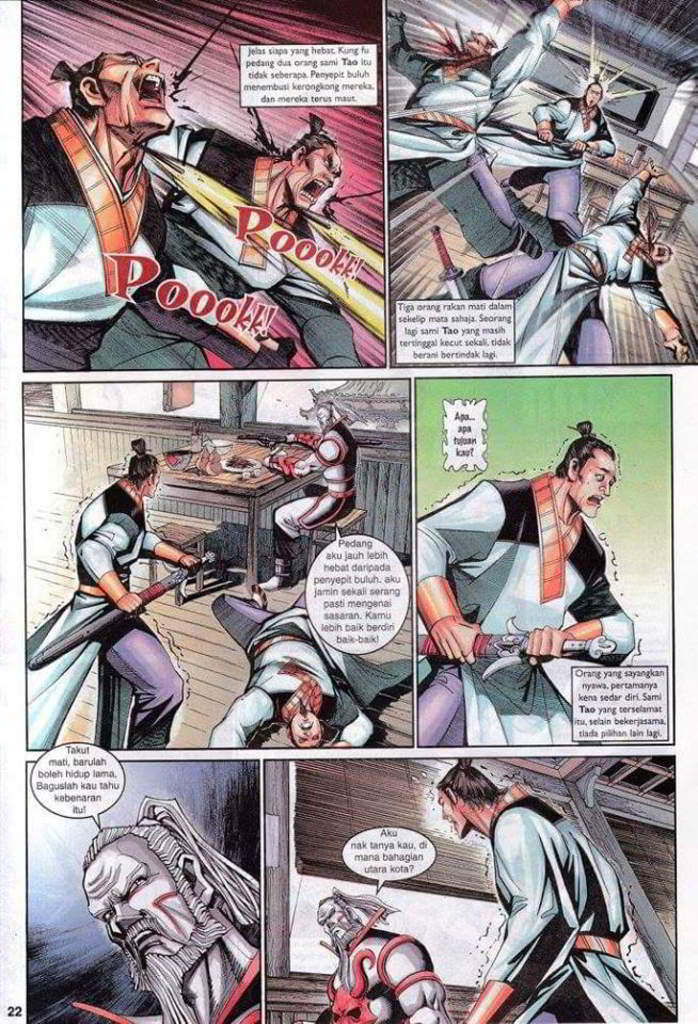 Jelas siapa yang hebat. Kung fu
pedang dua orang sami Tao itu
tidak seberapa. Penyepit buluh
menembusi kerongkong mereka,
dan mereka terus maut.
Poookk!
Poookk!
Tiga orang rakan mati dalam
sekelip mata sahaja. Seorang
lagi sami Tao yang masih
tertinggal kecut sekali, tidak
berani bertindak lagi.
Pedang
aku jauh lebih
hebat daripada
penyepit buluh, aku
jamin sekali serang
pasti mengenai
sasaran. Kamu
lebih baik berdiri
baik-baik!
Apa...
apa
tujuan
kau?
Orang yang sayangkan
nyawa, pertamanya
kena sedar diri. Sami
Tao yang terselamat
itu, selain bekerjasama,
tiada pilihan lain lagi.
Takut
mati, barulah
boleh hidup lama,
Baguslah kau tahu
kebenaran
itu!
Aku
nak tanya kau, di
mana bahagian
utara kota?
22